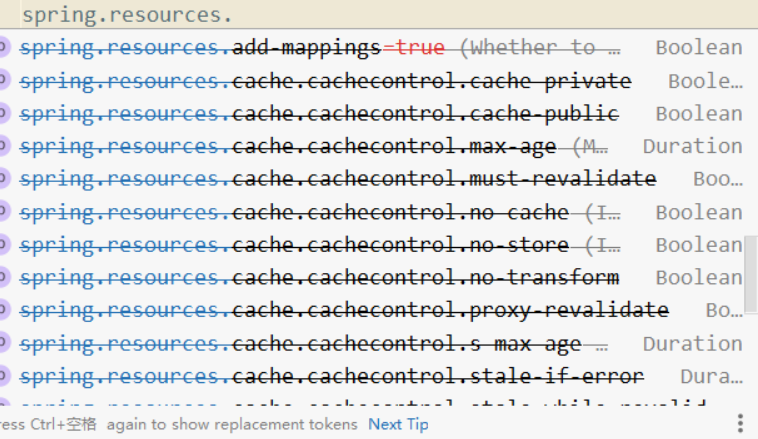 spring.resources.
spring.resources.add-mappings=true (Whether to … Boolean
spring.resources.cache.cachecontrol.cache-private Boole…
spring.resources.cache.cachecontrol.cache-public Boolean
spring.resources.cache.cachecontrol.max-age (M… Duration
spring.resources.cache.cachecontrol.must-revalidate Boo…
spring.resources.cache.cachecontrol.no-cache (I… Boolean
spring.resources.cache.cachecontrol.no-store (I… Boolean
spring.resources.cache.cachecontrol.no-transform Boolean
spring.resources.cache.cachecontrol.proxy-revalidate Bo…
spring.resources.cache.cachecontrol.s-max-age … Duration
spring.resources.cache.cachecontrol.stale-if-error Dura…
ress Ctrl+空格 again to show replacement tokens Next Tip